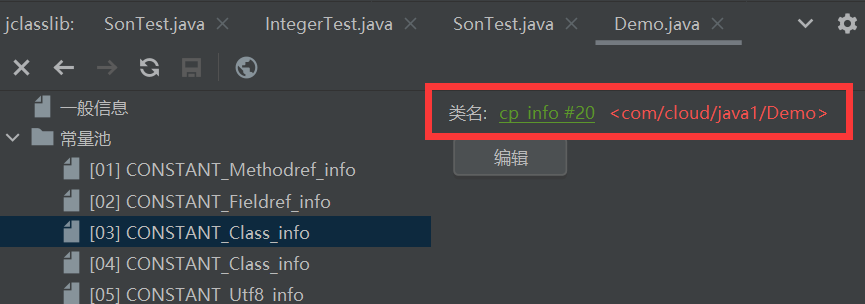 jclasslib: SonTest.java IntegerTest.java SonTest.java Demo.java
一般信息
类名: cp_info #20 <com/cloud/java1/Demo>
常量池
编辑
[01] CONSTANT_Methodref_info
[02] CONSTANT_Fieldref_info
[03] CONSTANT_Class_info
[04] CONSTANT_Class_info
[05] CONSTANT_Utf8_info